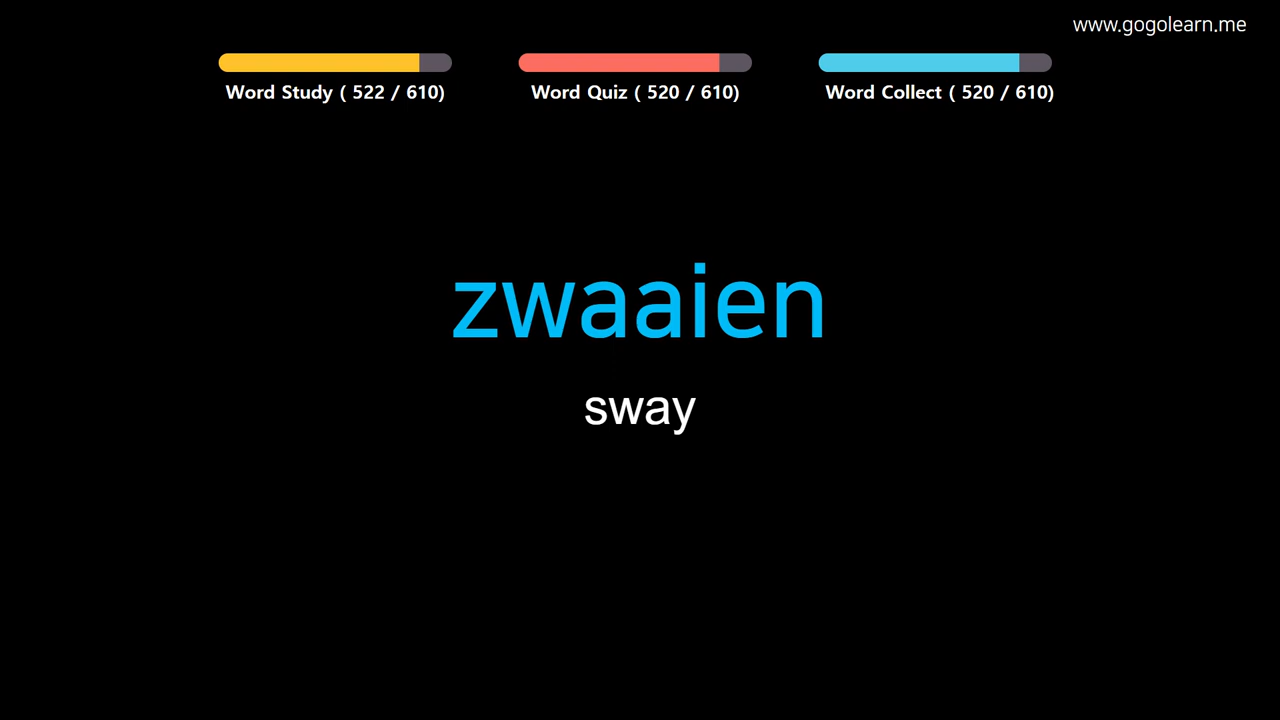 www.gogolearn.me
Word Study ( 522 / 610)
Word Quiz ( 520 / 610)
Word Collect ( 520 / 610)
zwaaien
sway